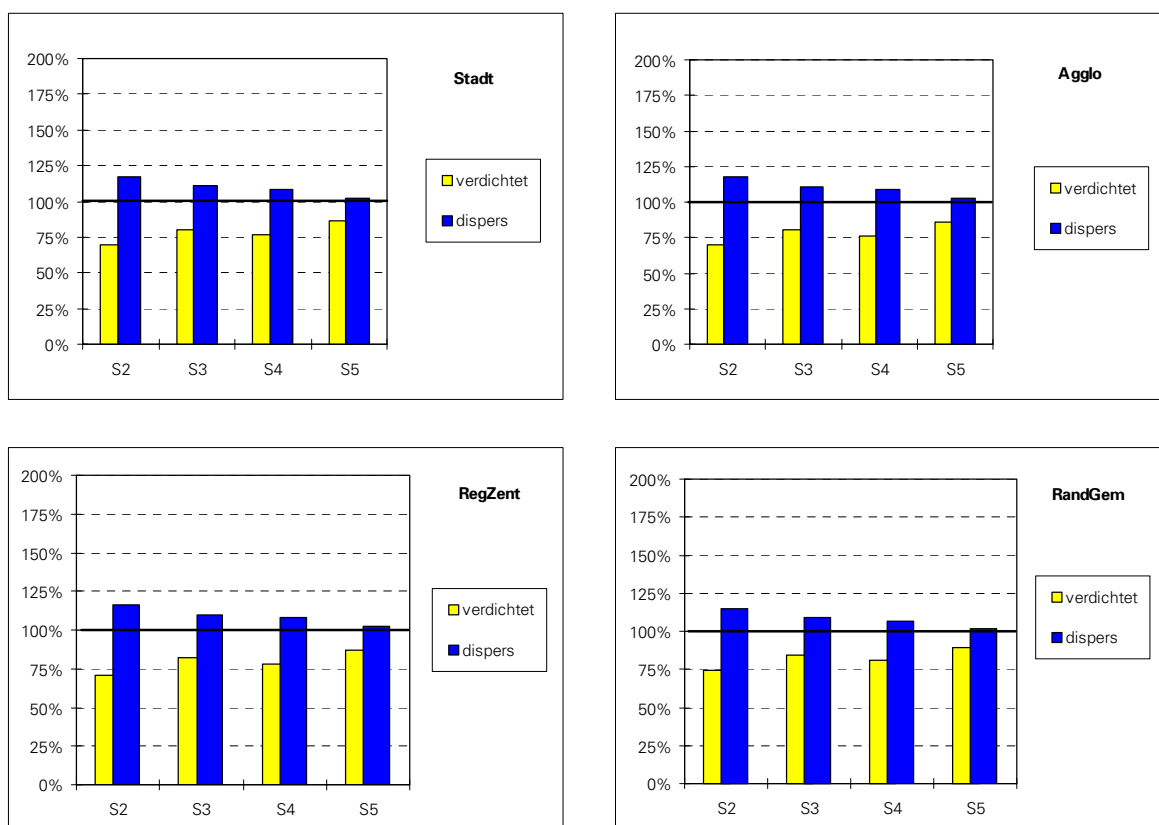 Stadt
200%
175%
150%
125%
100%
75%
50%
25%
0%
S2 S3 S4 S5
verdichtet
dispers
Agglo
200%
175%
150%
125%
100%
75%
50%
25%
0%
S2 S3 S4 S5
verdichtet
dispers
RegZent
200%
175%
150%
125%
100%
75%
50%
25%
0%
S2 S3 S4 S5
verdichtet
dispers
RandGem
200%
175%
150%
125%
100%
75%
50%
25%
0%
S2 S3 S4 S5
verdichtet
dispers